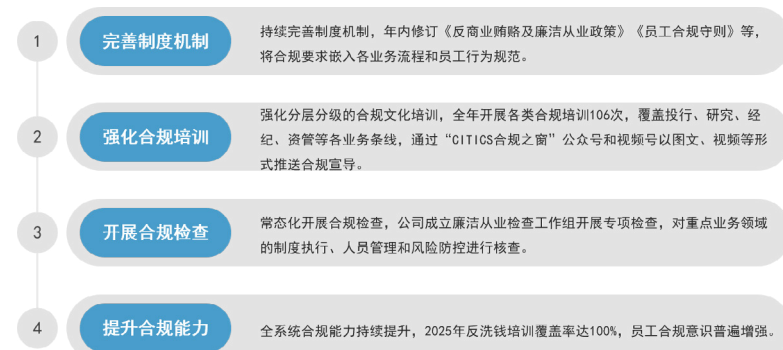 1
完善制度机制
持续完善制度机制，年内修订《反商业贿赂及廉洁从业政策》《员工合规守则》等，
将合规要求嵌入各业务流程和员工行为规范。
2
强化合规培训
强化分层分级的合规文化培训，全年开展各类合规培训106次，覆盖投行、研究、经
纪、资管等各业务条线，通过“CITICS合规之窗”公众号和视频号以图文、视频等形
式推送合规宣导。
3
开展合规检查
常态化开展合规检查，公司成立廉洁从业检查工作组开展专项检查，对重点业务领域
的制度执行、人员管理和风险防控进行核查。
4
提升合规能力
全系统合规能力持续提升，2025年反洗钱培训覆盖率达100%，员工合规意识普遍增强。